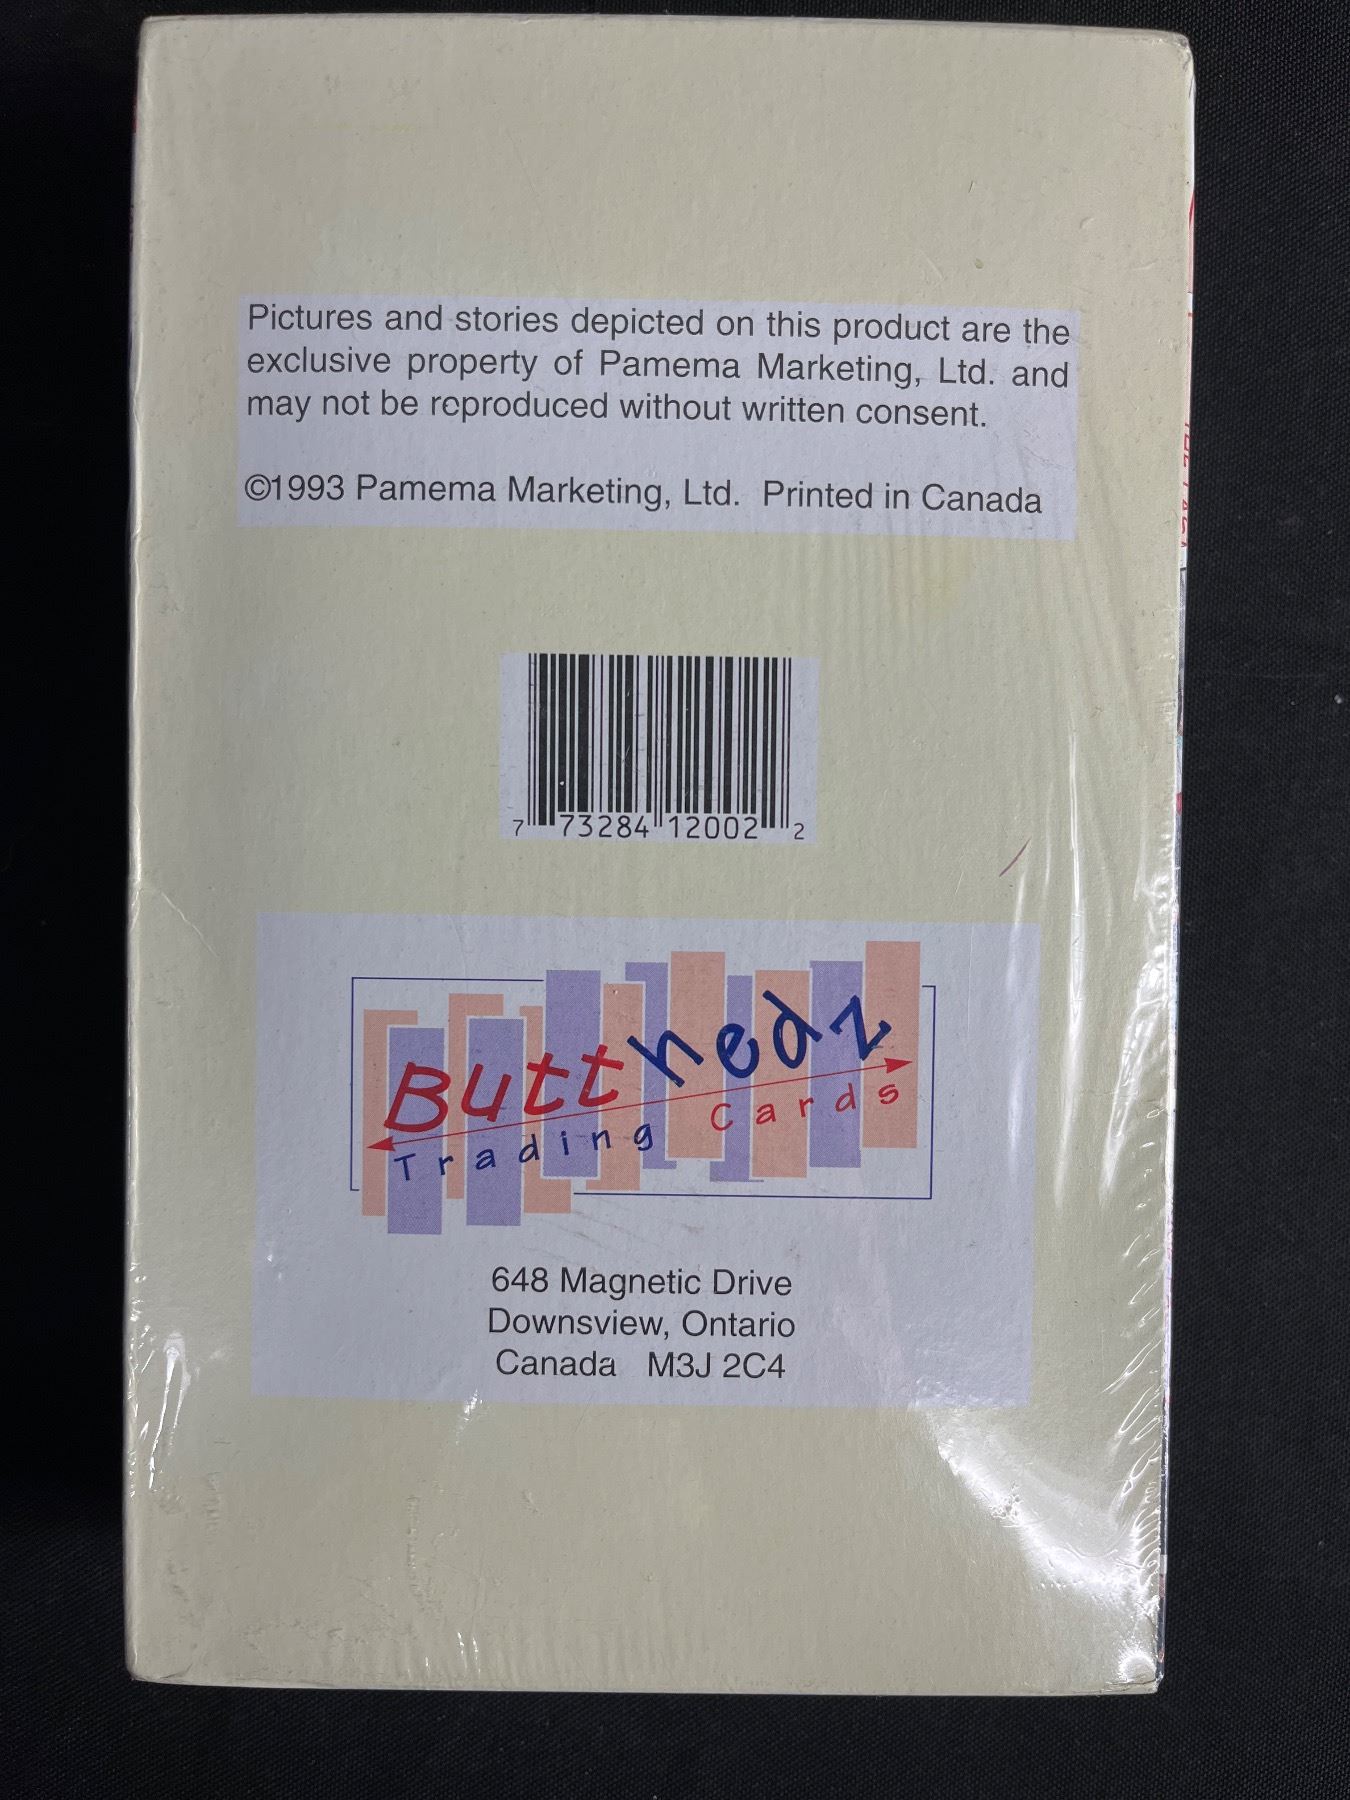 Pictures and stories depicted on this product are the
exclusive property of Pamema Marketing, Ltd. and
may not be reproduced without written consent.
©1993 Pamema Marketing, Ltd. Printed in Canada
7 73284 12002 2
Butthedz
Trading Cards
648 Magnetic Drive
Downsview, Ontario
Canada M3J 2C4